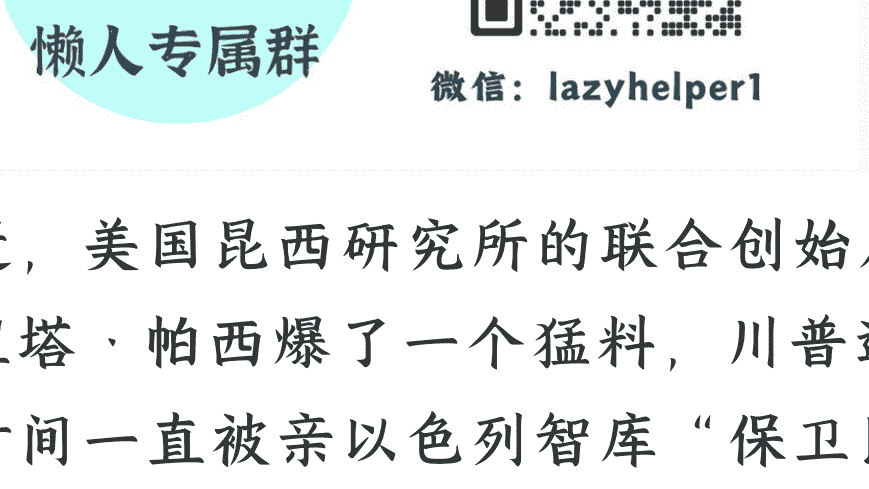 懒人专属群
微信：lazyhelper1
，美国昆西研究所的联合创始
塔·帕西爆了一个猛料，川普
间一直被亲以色列智库“保卫